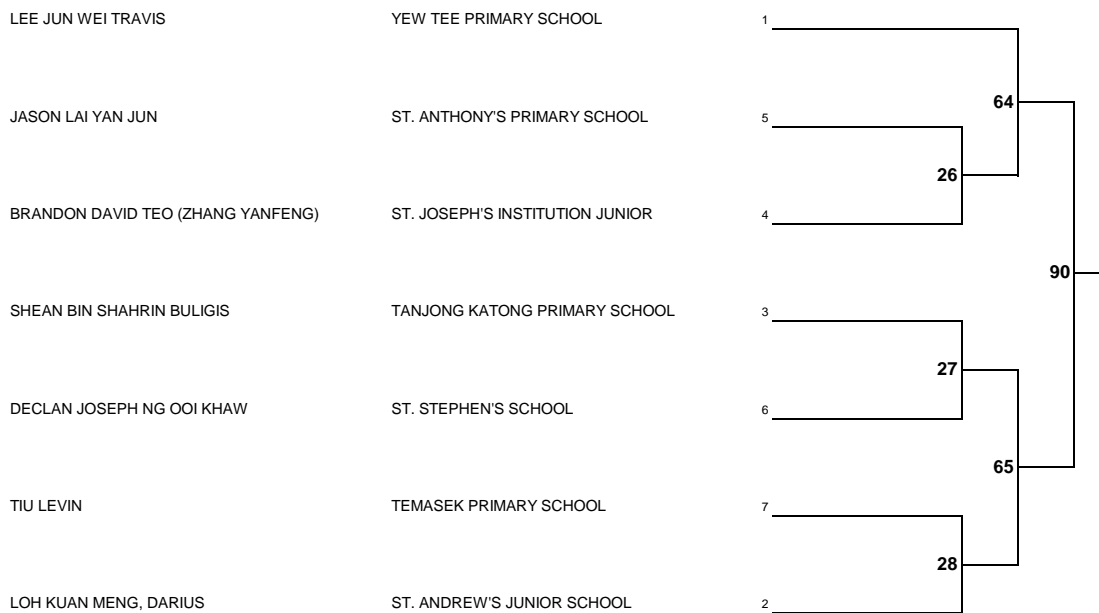 LEE JUN WEI TRAVIS YEW TEE PRIMARY SCHOOL 1
64
JASON LAI YAN JUN ST. ANTHONY'S PRIMARY SCHOOL 5
26
BRANDON DAVID TEO (ZHANG YANFENG) ST. JOSEPH'S INSTITUTION JUNIOR 4
90
SHEAN BIN SHAHRIN BULIGIS TANJONG KATONG PRIMARY SCHOOL 3
27
DECLAN JOSEPH NG OOI KHAW ST. STEPHEN'S SCHOOL 6
65
TIU LEVIN TEMASEK PRIMARY SCHOOL 7
28
LOH KUAN MENG, DARIUS ST. ANDREW'S JUNIOR SCHOOL 2